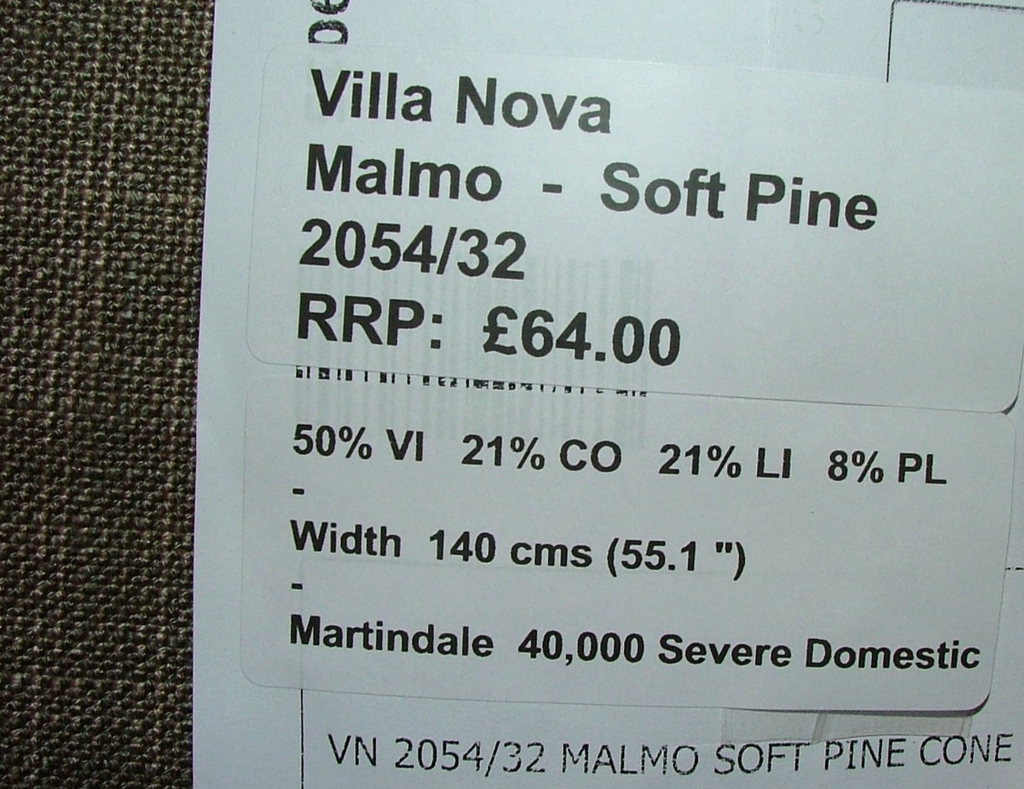 De
Villa Nova
Malmo - Soft Pine
2054/32
RRP: £64.00
50% VI 21% CO 21% LI 8% PL
-
Width 140 cms (55.1 ")
-
Martindale 40,000 Severe Domestic
VN 2054/32 MALMO SOFT PINE CONE